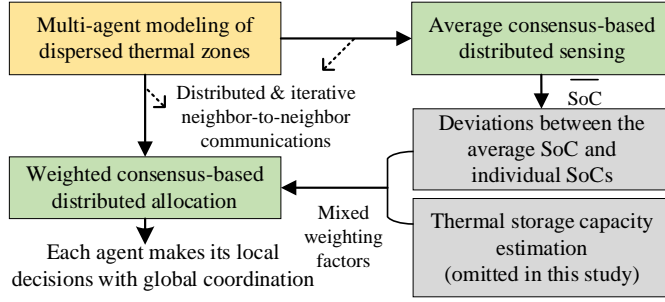 Multi-agent modeling of
dispersed thermal zones
Average consensus-based
distributed sensing
Distributed & iterative
neighbor-to-neighbor
communications
SoC
Deviations between the
average SoC and
individual SoCs
Weighted consensus-based
distributed allocation
Mixed
weighting
factors
Thermal storage capacity
estimation
(omitted in this study)
Each agent makes its local
decisions with global coordination